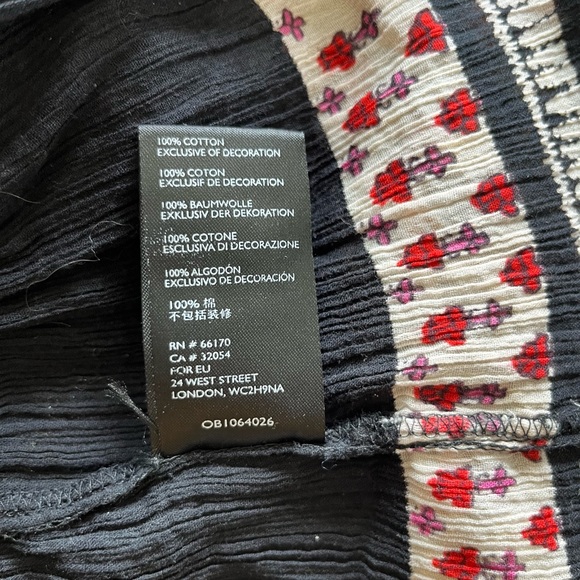 100% COTTON
EXCLUSIVE OF DECORATION
100% COTON
EXCLUSIF DE DECORATION
100% BAUMWOLLE
EXKLUSIV DER DEKORATION
100% COTONE
ESCLUSIVA DI DECORAZIONE
100% ALGODÓN
EXCLUSIVO DE DECORACIÓN
100% 棉
不包括装修
RN # 66170
CA # 32054
FOR EU
24 WEST STREET
LONDON, WC2H9NA
OB1064026